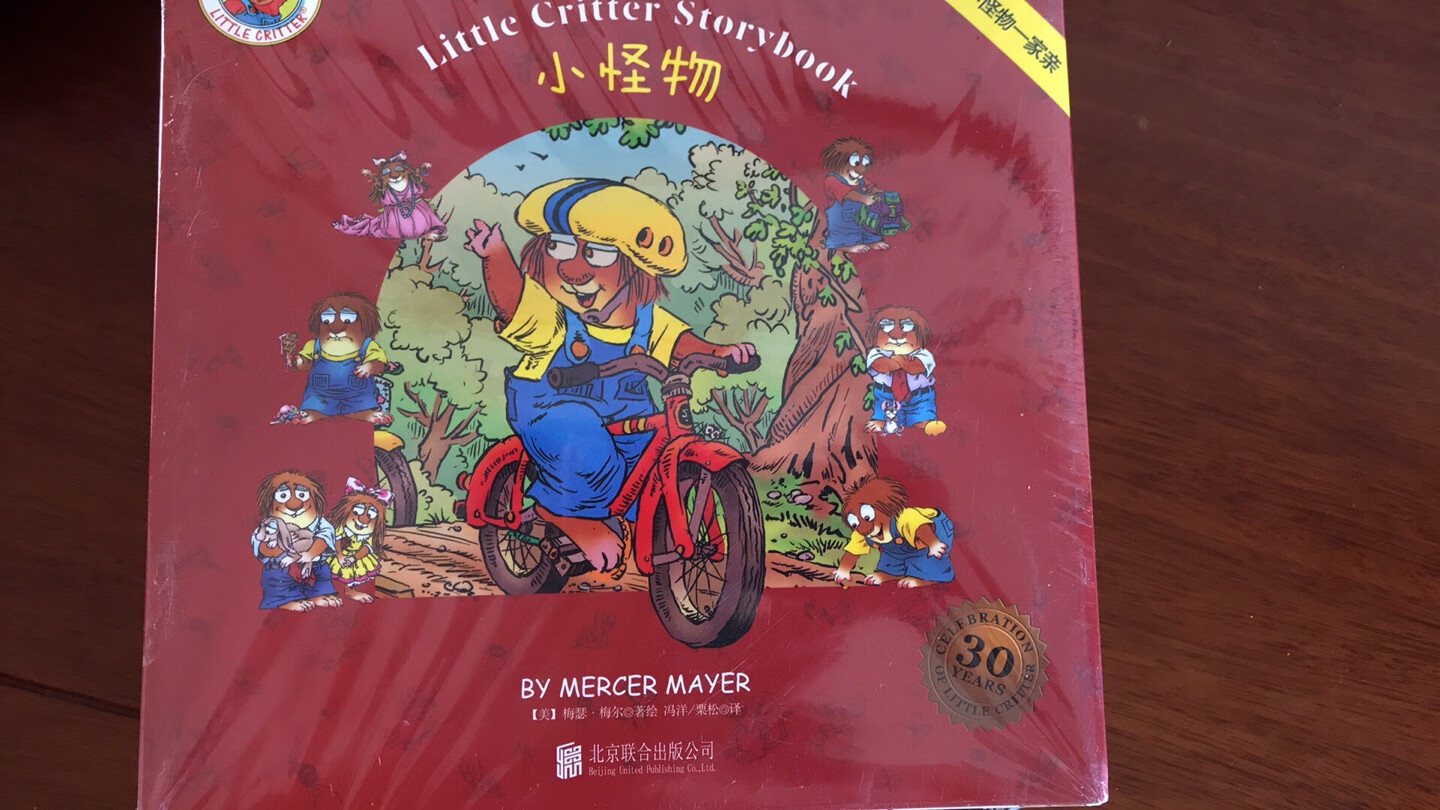 LITTLE CRITTER
Little Critter Storybook
小怪物
怪物一家亲
BY MERCER MAYER
【美】梅瑟·梅尔◎著绘 冯洋/栗松◎译
北京联合出版公司
Beijing United Publishing Co.,Ltd.
CELEBRATION
30
YEARS
OF LITTLE CRITTER